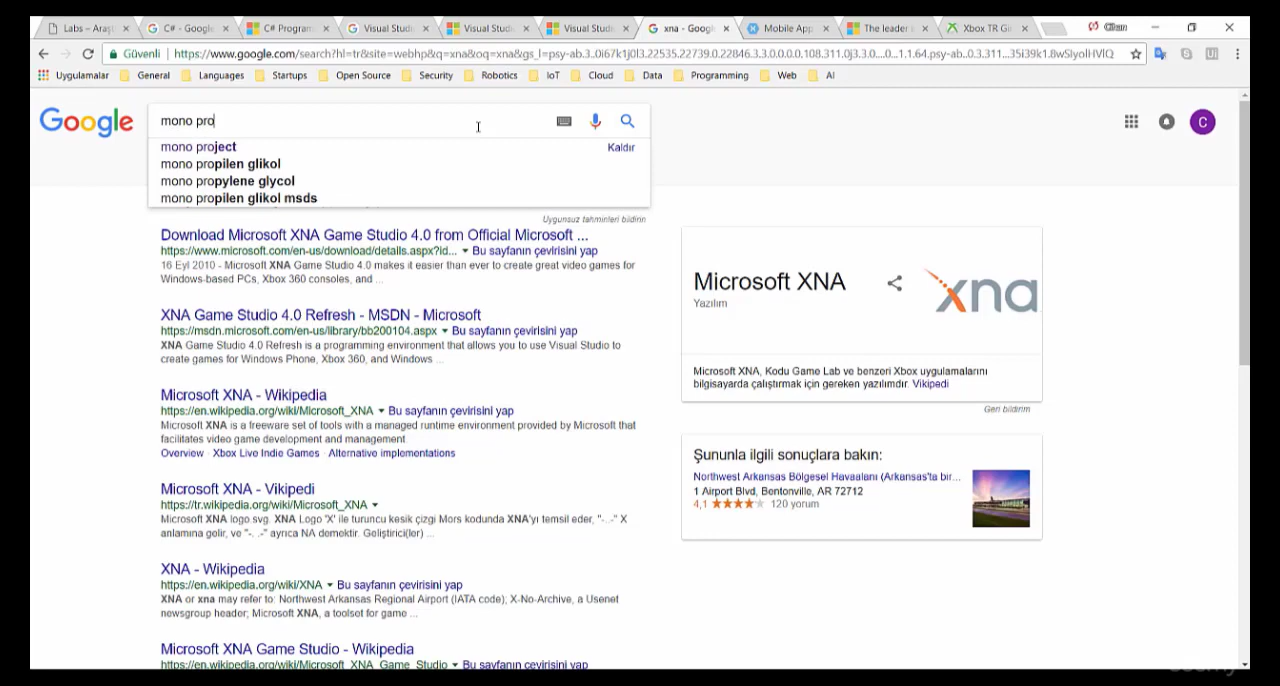 Labs – Araşt
C# - Google
C# Program
Visual Studi
Visual Studi
Visual Studi
xna - Googl
Mobile App
The leader i
Xbox TR Gi
Güvenli
https://www.google.com/search?hl=tr&site=webhp&q=xna&oq=xna&gs_l=psy-ab.3..0i67k1j0l3.22535.22739.0.22846.3.3.0.0.0.0.108.311.0j3.3.0....0...1.1.64.psy-ab..0.3.311...35i39k1.8wSlyolHVlQ
Uygulamalar General Languages Startups Open Source Security Robotics IoT Cloud Data Programming Web AI
Google
mono pro
C
mono project Kaldır
mono propilen glikol
mono propylene glycol
mono propilen glikol msds
Uygunsuz tahminleri bildirin
Download Microsoft XNA Game Studio 4.0 from Official Microsoft ...
https://www.microsoft.com/en-us/download/details.aspx?id... ▼ Bu sayfanın çevirisini yap
16 Eyl 2010 - Microsoft XNA Game Studio 4.0 makes it easier than ever to create great video games for
Windows-based PCs, Xbox 360 consoles, and ...
XNA Game Studio 4.0 Refresh - MSDN - Microsoft
https://msdn.microsoft.com/en-us/library/bb200104.aspx ▼ Bu sayfanın çevirisini yap
XNA Game Studio 4.0 Refresh is a programming environment that allows you to use Visual Studio to
create games for Windows Phone, Xbox 360, and Windows ...
Microsoft XNA - Wikipedia
https://en.wikipedia.org/wiki/Microsoft_XNA ▼ Bu sayfanın çevirisini yap
Microsoft XNA is a freeware set of tools with a managed runtime environment provided by Microsoft that
facilitates video game development and management.
Overview · Xbox Live Indie Games · Alternative implementations
Microsoft XNA - Vikipedi
https://tr.wikipedia.org/wiki/Microsoft_XNA ▼
Microsoft XNA logo.svg. XNA Logo 'X' ile turuncu kesik çizgi Mors kodunda XNA'yı temsil eder, "-..-" X
anlamına gelir, ve "-. .-" ayrıca NA demektir. Geliştirici(ler) ...
XNA - Wikipedia
https://en.wikipedia.org/wiki/XNA ▼ Bu sayfanın çevirisini yap
XNA or xna may refer to: Northwest Arkansas Regional Airport (IATA code); X-No-Archive, a Usenet
newsgroup header; Microsoft XNA, a toolset for game ...
Microsoft XNA Game Studio - Wikipedia
https://en.wikipedia.org/wiki/Microsoft_XNA_Game_Studio ▼ Bu sayfanın çevirisini yap
Microsoft XNA
Yazılım
xna
Microsoft XNA, Kodu Game Lab ve benzeri Xbox uygulamalarını
bilgisayarda çalıştırmak için gereken yazılımdır. Vikipedi
Geri bildirim
Şununla ilgili sonuçlara bakın:
Northwest Arkansas Bölgesel Havaalanı (Arkansas'ta bir...
1 Airport Blvd, Bentonville, AR 72712
4,1 ★★★★★ 120 yorum